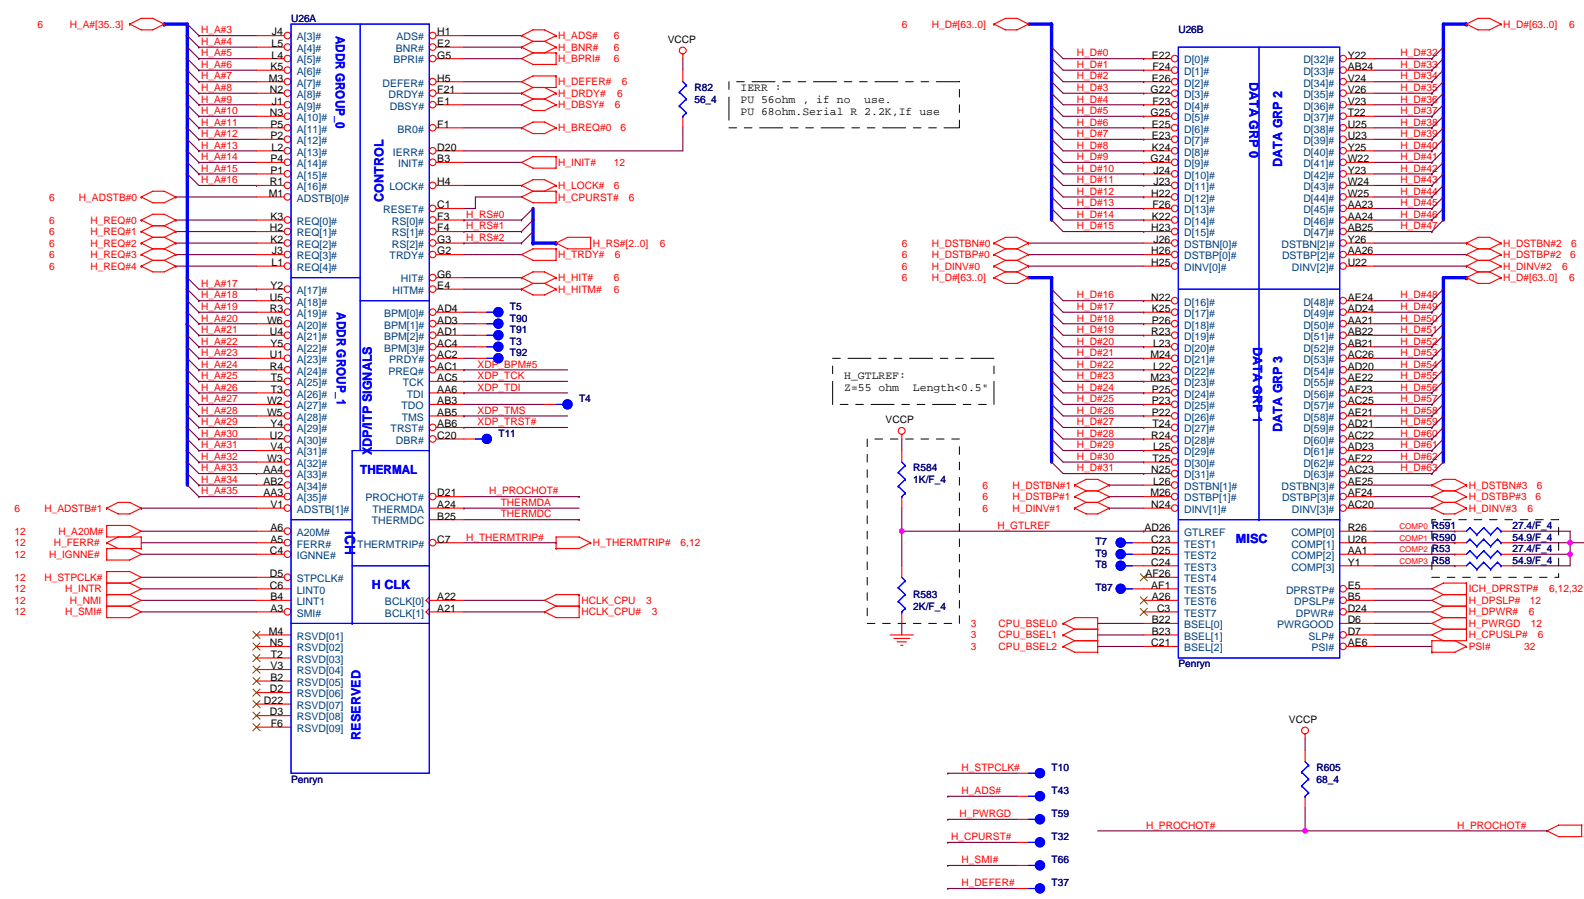 U26A
6 H_A#[35..3]
H_A#3 J4 A[3]#
H_A#4 L5 A[4]#
H_A#5 L4 A[5]#
H_A#6 K5 A[6]#
H_A#7 M3 A[7]#
H_A#8 N2 A[8]#
H_A#9 J1 A[9]#
H_A#10 N3 A[10]#
H_A#11 P5 A[11]#
H_A#12 P2 A[12]#
H_A#13 L2 A[13]#
H_A#14 P4 A[14]#
H_A#15 P1 A[15]#
H_A#16 R1 A[16]#
6 H_ADSTB#0 M1 ADSTB[0]#
6 H_REQ#0 K3 REQ[0]#
6 H_REQ#1 H2 REQ[1]#
6 H_REQ#2 K2 REQ[2]#
6 H_REQ#3 J3 REQ[3]#
6 H_REQ#4 L1 REQ[4]#
ADDR GROUP_0
H_A#17 Y2 A[17]#
H_A#18 U5 A[18]#
H_A#19 R3 A[19]#
H_A#20 W6 A[20]#
H_A#21 U4 A[21]#
H_A#22 Y5 A[22]#
H_A#23 U1 A[23]#
H_A#24 R4 A[24]#
H_A#25 T5 A[25]#
H_A#26 T3 A[26]#
H_A#27 W2 A[27]#
H_A#28 W5 A[28]#
H_A#29 Y4 A[29]#
H_A#30 U2 A[30]#
H_A#31 V4 A[31]#
H_A#32 W3 A[32]#
H_A#33 AA4 A[33]#
H_A#34 AB2 A[34]#
H_A#35 AA3 A[35]#
6 H_ADSTB#1 V1 ADSTB[1]#
ADDR GROUP_1
12 H_A20M# A6 A20M#
12 H_FERR# A5 FERR#
12 H_IGNNE# C4 IGNNE#
12 H_STPCLK# D5 STPCLK#
12 H_INTR C6 LINT0
12 H_NMI B4 LINT1
12 H_SMI# A3 SMI#
ICH
M4 RSVD[01]
N5 RSVD[02]
T2 RSVD[03]
V3 RSVD[04]
B2 RSVD[05]
D2 RSVD[06]
D22 RSVD[07]
D3 RSVD[08]
F6 RSVD[09]
RESERVED
Penryn
CONTROL
ADS# H1 H_ADS# 6
BNR# E2 H_BNR# 6
BPRI# G5 H_BPRI# 6
DEFER# H5 H_DEFER# 6
DRDY# F21 H_DRDY# 6
DBSY# E1 H_DBSY# 6
BR0# F1 H_BREQ#0 6
IERR# D20
INIT# B3 H_INIT# 12
LOCK# H4 H_LOCK# 6
RESET# C1 H_CPURST# 6
RS[0]# F3 H_RS#0
RS[1]# F4 H_RS#1
RS[2]# G3 H_RS#2
H_RS#[2..0] 6
TRDY# G2 H_TRDY# 6
HIT# G6 H_HIT# 6
HITM# E4 H_HITM# 6
XDP/ITP SIGNALS
BPM[0]# AD4 T5
BPM[1]# AD3 T90
BPM[2]# AD1 T91
BPM[3]# AC4 T3
PRDY# AC2 T92
PREQ# AC1 XDP_BPM#5
TCK AC5 XDP_TCK
TDI AA6 XDP_TDI
TDO AB3 T4
TMS AB5 XDP_TMS
TRST# AB6 XDP_TRST#
DBR# C20 T11
THERMAL
PROCHOT# D21 H_PROCHOT#
THERMDA A24 THERMDA
THERMDC B25 THERMDC
THERMTRIP# C7 H_THERMTRIP# H_THERMTRIP# 6,12
H CLK
BCLK[0] A22 HCLK_CPU 3
BCLK[1] A21 HCLK_CPU# 3
VCCP
R82
56_4
IERR :
PU 56ohm , if no use.
PU 68ohm.Serial R 2.2K,If use
H_GTLREF:
Z=55 ohm Length<0.5"
VCCP
R584
1K/F_4
R583
2K/F_4
H_GTLREF
U26B
6 H_D#[63..0]
H_D#0 E22 D[0]#
H_D#1 F24 D[1]#
H_D#2 E26 D[2]#
H_D#3 G22 D[3]#
H_D#4 F23 D[4]#
H_D#5 G25 D[5]#
H_D#6 E25 D[6]#
H_D#7 E23 D[7]#
H_D#8 K24 D[8]#
H_D#9 G24 D[9]#
H_D#10 J24 D[10]#
H_D#11 J23 D[11]#
H_D#12 H22 D[12]#
H_D#13 F26 D[13]#
H_D#14 K22 D[14]#
H_D#15 H23 D[15]#
6 H_DSTBN#0 J26 DSTBN[0]#
6 H_DSTBP#0 H26 DSTBP[0]#
6 H_DINV#0 H25 DINV[0]#
6 H_D#[63..0]
DATA GRP 0
H_D#16 N22 D[16]#
H_D#17 K25 D[17]#
H_D#18 P26 D[18]#
H_D#19 R23 D[19]#
H_D#20 L23 D[20]#
H_D#21 M24 D[21]#
H_D#22 L22 D[22]#
H_D#23 M23 D[23]#
H_D#24 P25 D[24]#
H_D#25 P23 D[25]#
H_D#26 P22 D[26]#
H_D#27 T24 D[27]#
H_D#28 R24 D[28]#
H_D#29 L25 D[29]#
H_D#30 T25 D[30]#
H_D#31 N25 D[31]#
6 H_DSTBN#1 L26 DSTBN[1]#
6 H_DSTBP#1 M26 DSTBP[1]#
6 H_DINV#1 N24 DINV[1]#
DATA GRP 1
AD26 GTLREF
T7 C23 TEST1
T9 D25 TEST2
T8 C24 TEST3
AF26 TEST4
T87 AF1 TEST5
A26 TEST6
C3 TEST7
3 CPU_BSEL0 B22 BSEL[0]
3 CPU_BSEL1 B23 BSEL[1]
3 CPU_BSEL2 C21 BSEL[2]
MISC
Penryn
H_D#[63..0] 6
D[32]# Y22 H_D#32
D[33]# AB24 H_D#33
D[34]# V24 H_D#34
D[35]# V26 H_D#35
D[36]# V23 H_D#36
D[37]# T22 H_D#37
D[38]# U25 H_D#38
D[39]# U23 H_D#39
D[40]# Y25 H_D#40
D[41]# W22 H_D#41
D[42]# Y23 H_D#42
D[43]# W24 H_D#43
D[44]# W25 H_D#44
D[45]# AA23 H_D#45
D[46]# AA24 H_D#46
D[47]# AB25 H_D#47
DSTBN[2]# Y26 H_DSTBN#2 6
DSTBP[2]# AA26 H_DSTBP#2 6
DINV[2]# U22 H_DINV#2 6
H_D#[63..0] 6
DATA GRP 2
D[48]# AE24 H_D#48
D[49]# AD24 H_D#49
D[50]# AA21 H_D#50
D[51]# AB22 H_D#51
D[52]# AB21 H_D#52
D[53]# AC26 H_D#53
D[54]# AD20 H_D#54
D[55]# AE22 H_D#55
D[56]# AF23 H_D#56
D[57]# AC25 H_D#57
D[58]# AE21 H_D#58
D[59]# AD21 H_D#59
D[60]# AC22 H_D#60
D[61]# AD23 H_D#61
D[62]# AF22 H_D#62
D[63]# AC23 H_D#63
DSTBN[3]# AE25 H_DSTBN#3 6
DSTBP[3]# AF24 H_DSTBP#3 6
DINV[3]# AC20 H_DINV#3 6
DATA GRP 3
COMP[0] R26 COMP0 R591 27.4/F_4
COMP[1] U26 COMP1 R590 54.9/F_4
COMP[2] AA1 COMP2 R53 27.4/F_4
COMP[3] Y1 COMP3 R58 54.9/F_4
DPRSTP# E5 ICH_DPRSTP# 6,12,32
DPSLP# B5 H_DPSLP# 12
DPWR# D24 H_DPWR# 6
PWRGOOD D6 H_PWRGD 12
SLP# D7 H_CPUSLP# 6
PSI# AE6 PSI# 32
H_STPCLK# T10
H_ADS# T43
H_PWRGD T59
H_CPURST# T32
H_SMI# T66
H_DEFER# T37
VCCP
R605
68_4
H_PROCHOT# H_PROCHOT#